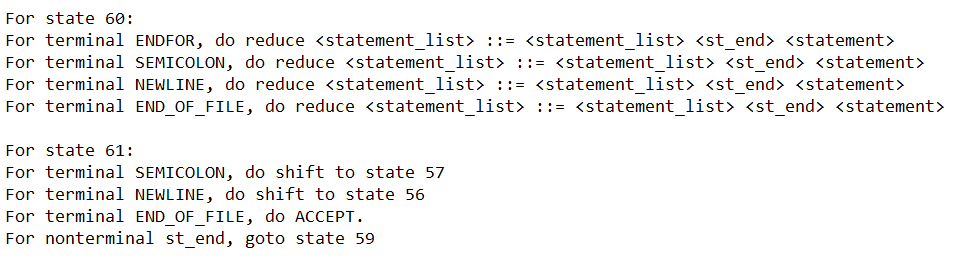 For state 60:
For terminal ENDFOR, do reduce <statement_list> ::= <statement_list> <st_end> <statement>
For terminal SEMICOLON, do reduce <statement_list> ::= <statement_list> <st_end> <statement>
For terminal NEWLINE, do reduce <statement_list> ::= <statement_list> <st_end> <statement>
For terminal END_OF_FILE, do reduce <statement_list> ::= <statement_list> <st_end> <statement>

For state 61:
For terminal SEMICOLON, do shift to state 57
For terminal NEWLINE, do shift to state 56
For terminal END_OF_FILE, do ACCEPT.
For nonterminal st_end, goto state 59